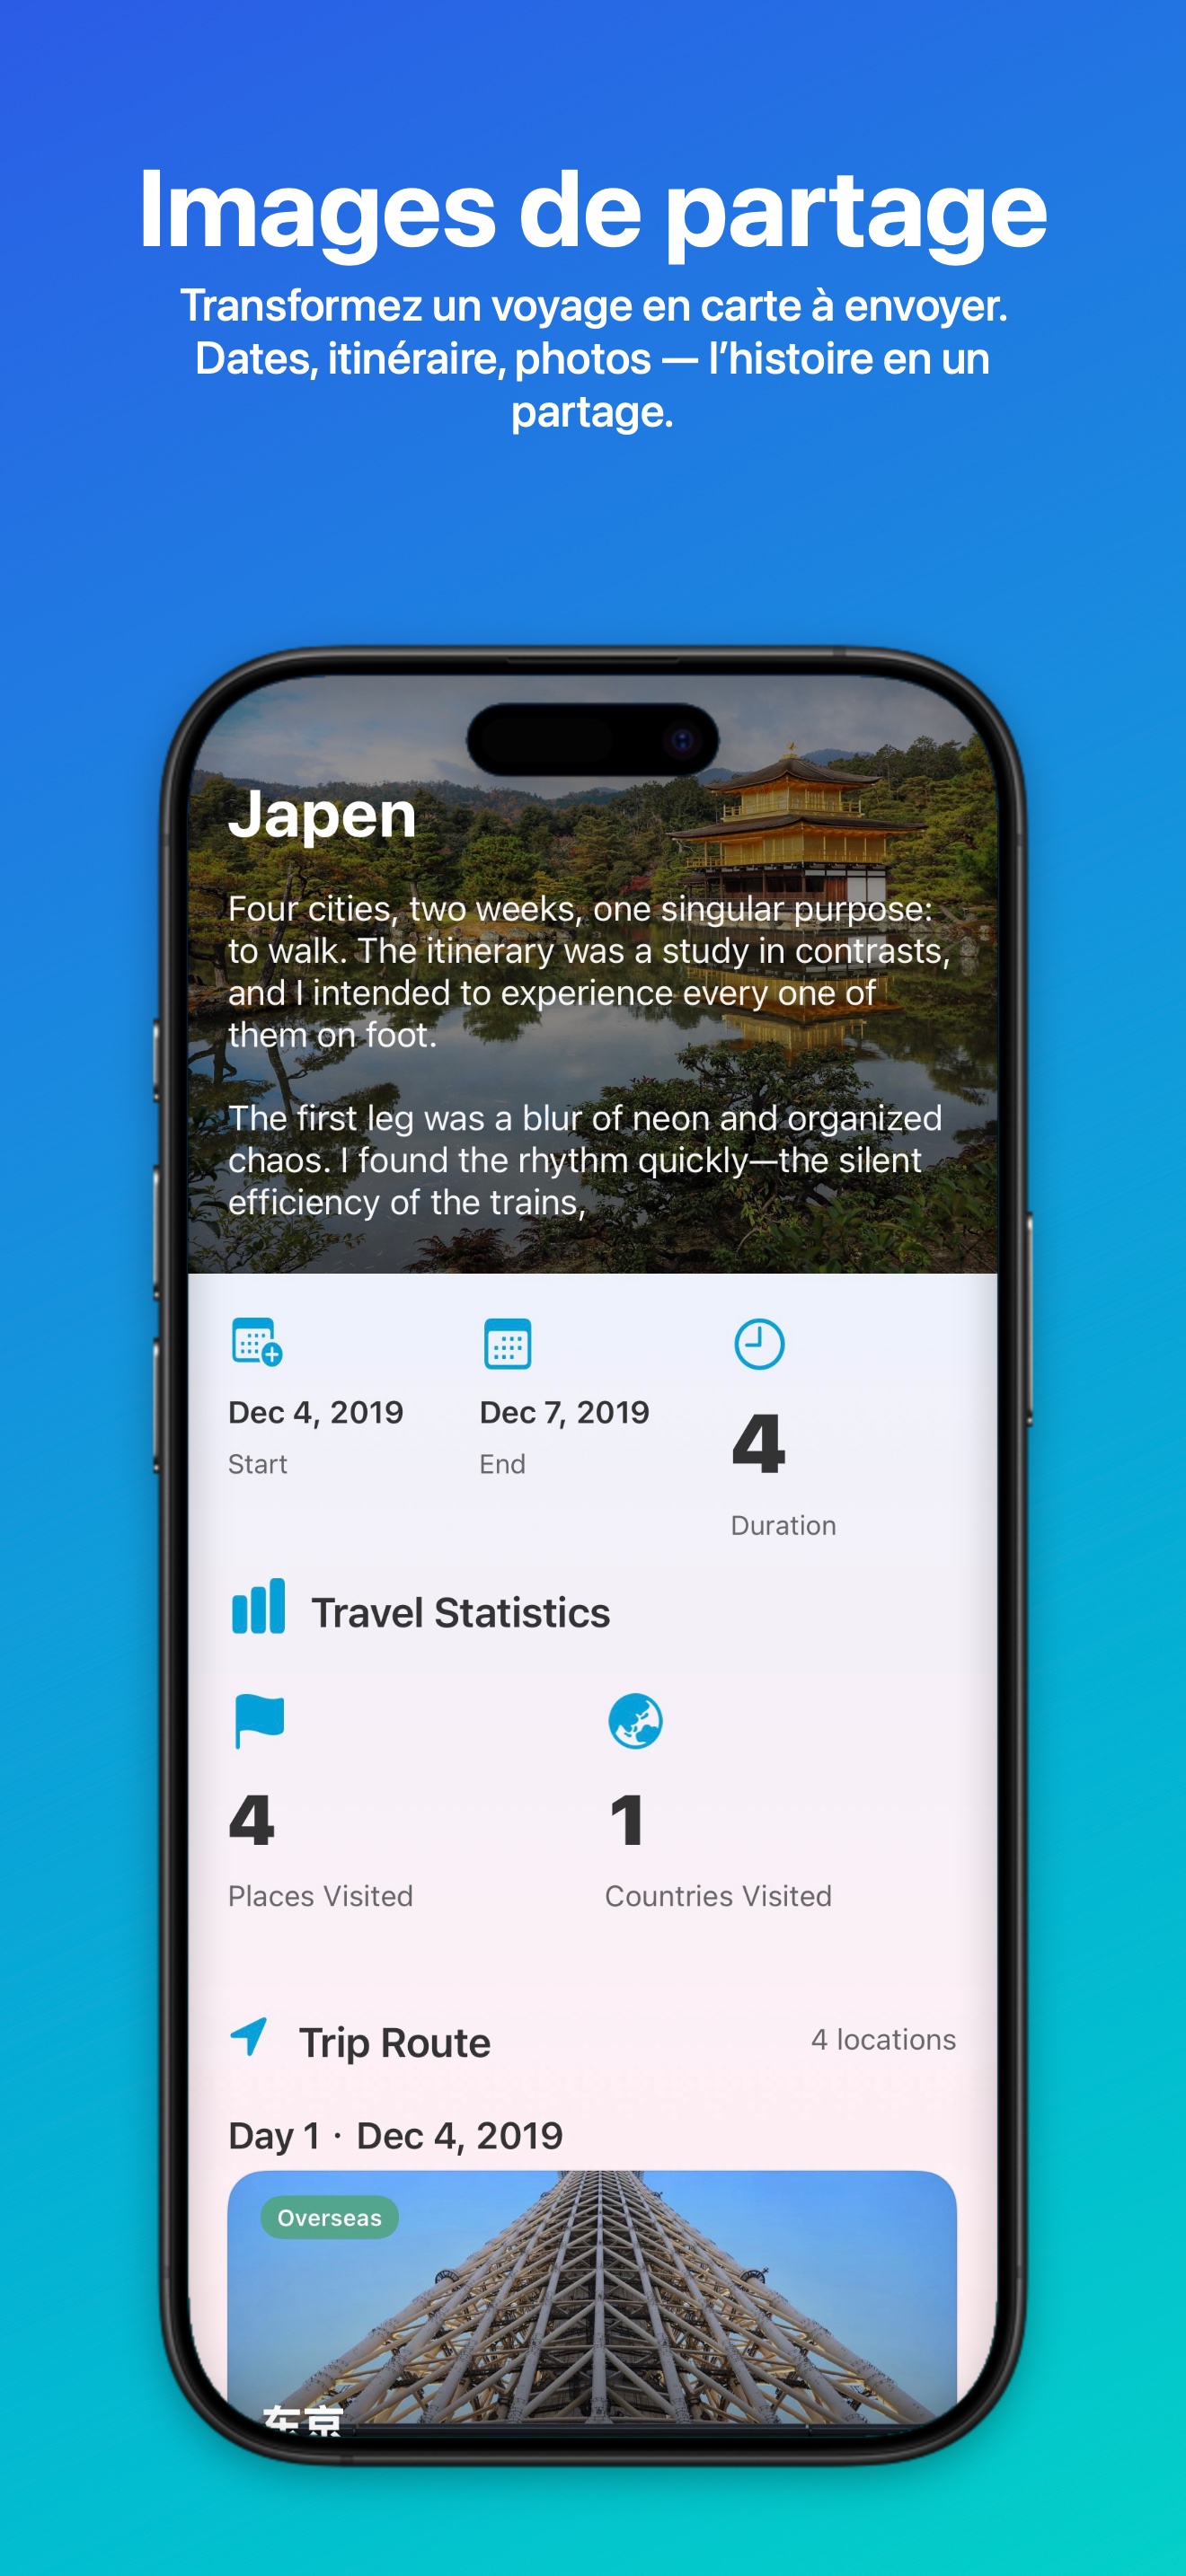 Images de partage
Transformez un voyage en carte à envoyer.
Dates, itinéraire, photos — l’histoire en un
partage.
Japen
Four cities, two weeks, one singular purpose:
to walk. The itinerary was a study in contrasts,
and I intended to experience every one of
them on foot.
The first leg was a blur of neon and organized
chaos. I found the rhythm quickly—the silent
efficiency of the trains,
Dec 4, 2019
Start
Dec 7, 2019
End
4
Duration
Travel Statistics
4
Places Visited
1
Countries Visited
Trip Route
4 locations
Day 1 · Dec 4, 2019
Overseas
东京